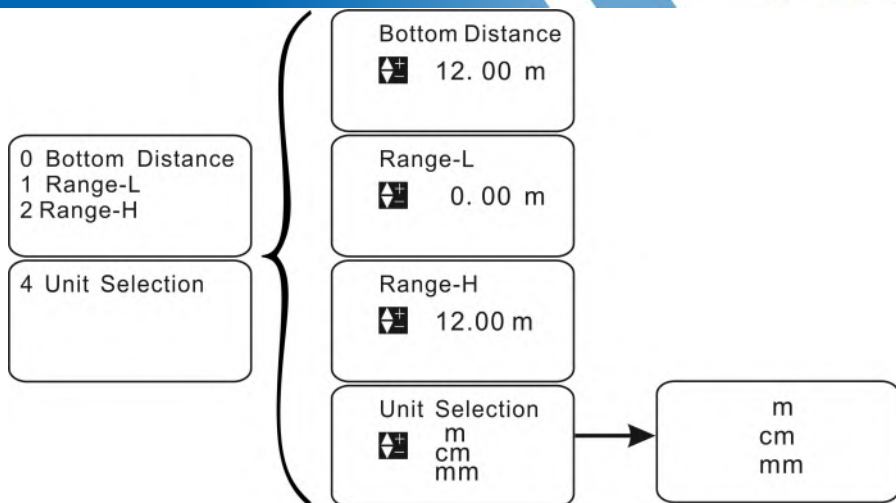 0 Bottom Distance
1 Range-L
2 Range-H
4 Unit Selection
Bottom Distance
12.00 m
Range-L
0.00 m
Range-H
12.00 m
Unit Selection
m
cm
mm
m
cm
mm